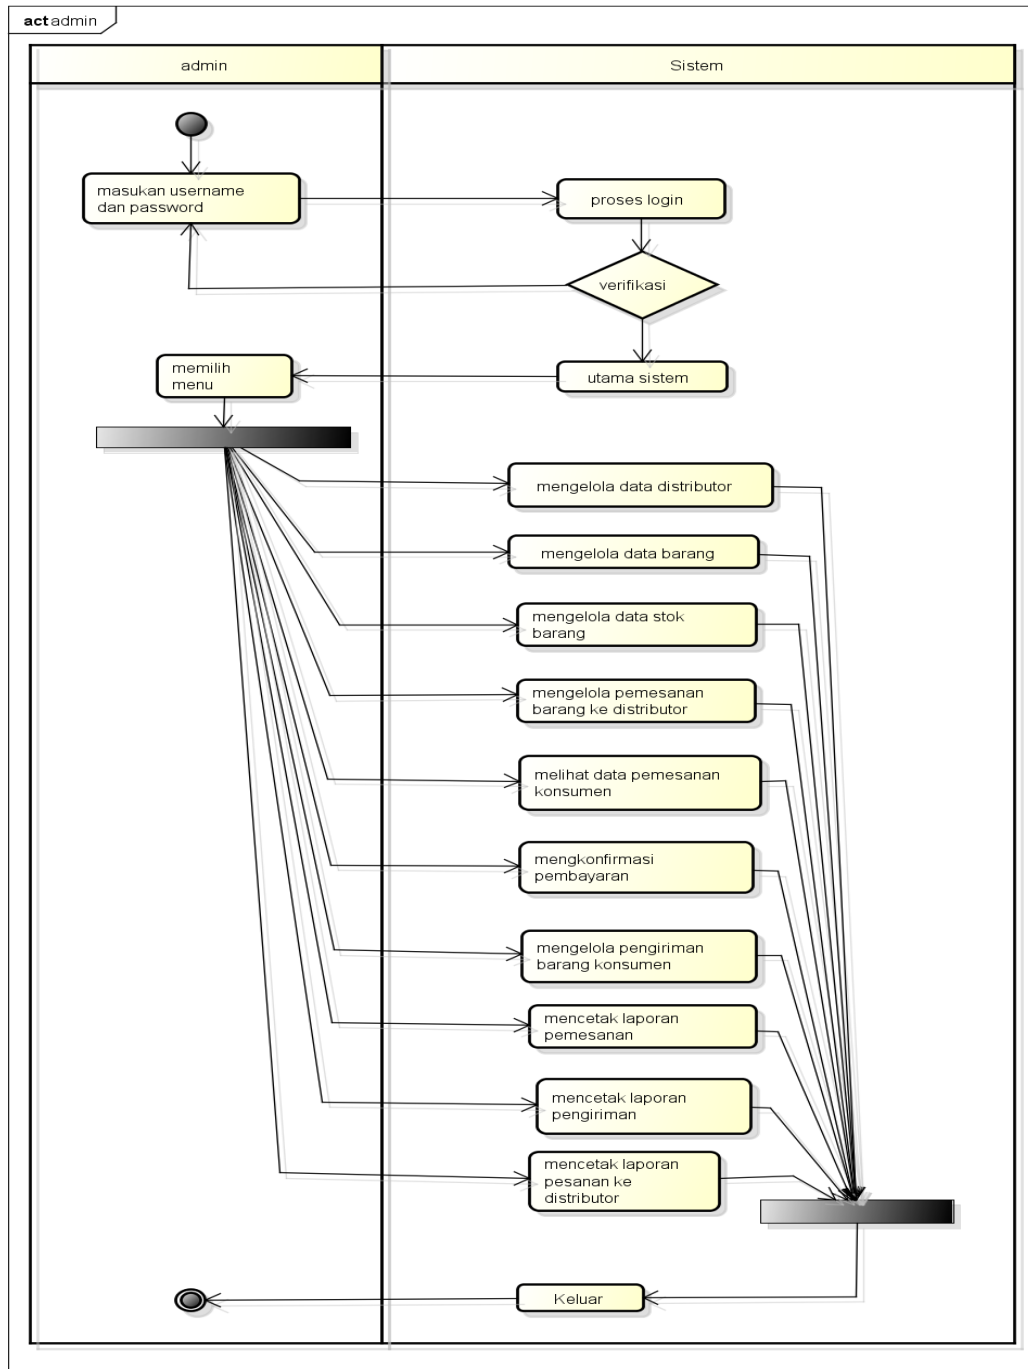 act admin
admin
Sistem
masukan username
dan password
proses login
verifikasi
memilih
menu
utama sistem
mengelola data distributor
mengelola data barang
mengelola data stok
barang
mengelola pemesanan
barang ke distributor
melihat data pemesanan
konsumen
mengkonfirmasi
pembayaran
mengelola pengiriman
barang konsumen
mencetak laporan
pemesanan
mencetak laporan
pengiriman
mencetak laporan
pesanan ke
distributor
Keluar